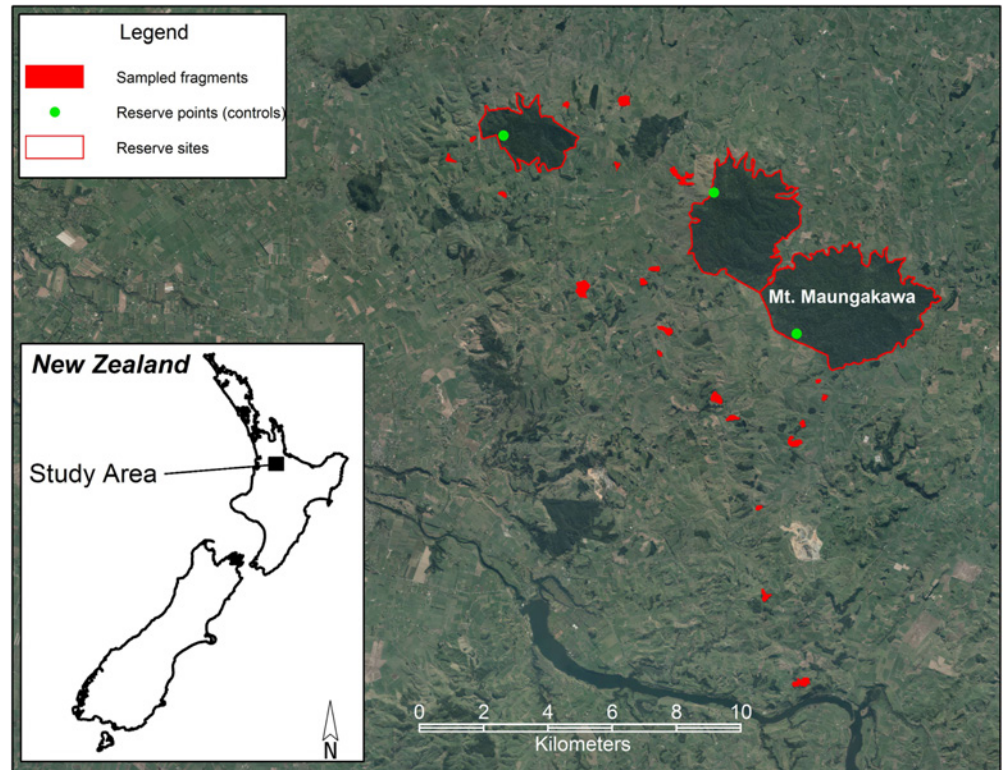 Legend
Sampled fragments
Reserve points (controls)
Reserve sites
Mt. Maungakawa
New Zealand
Study Area
N
0 2 4 6 8 10
Kilometers